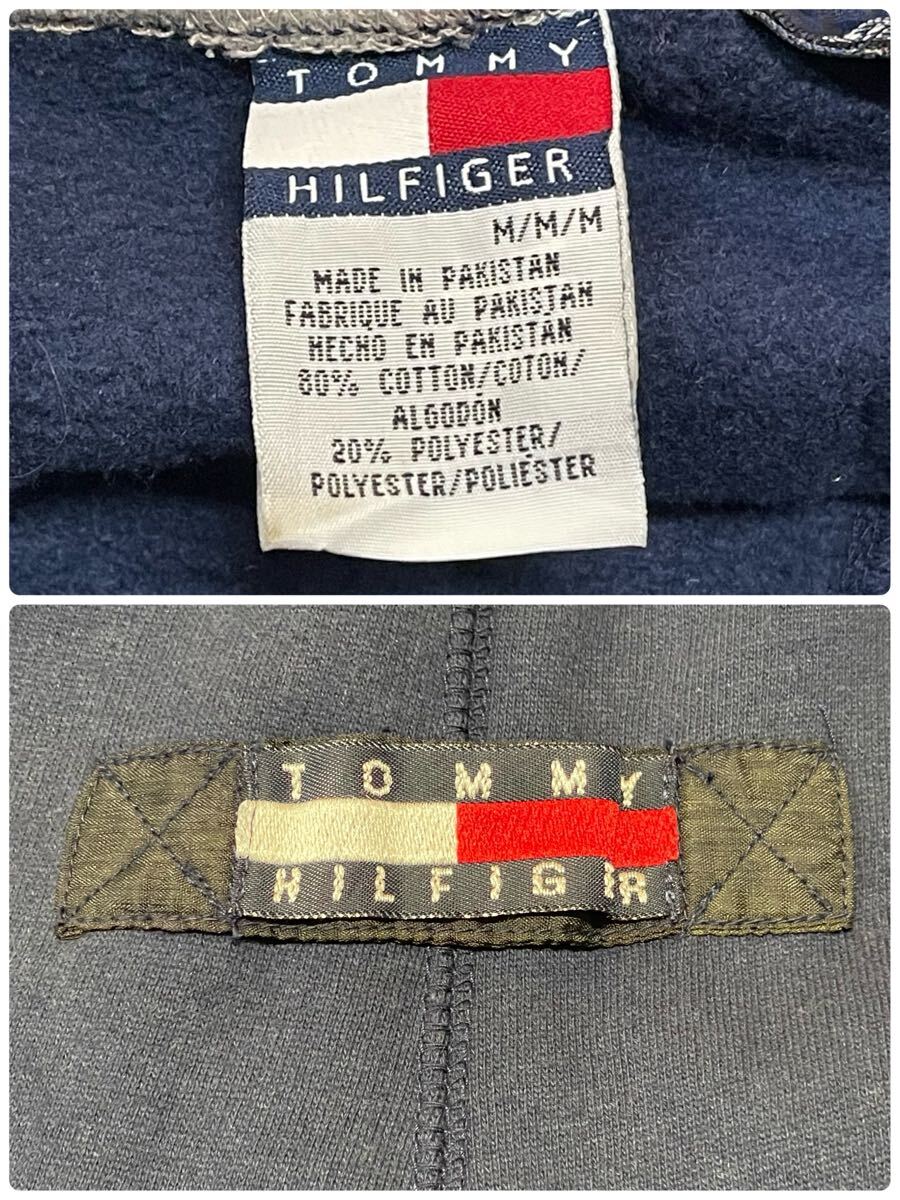 TOMMY
HILFIGER
M/M/M
MADE IN PAKISTAN
FABRIQUE AU PAKISTAN
HECHO EN PAKISTAN
80% COTTON/COTON/
ALGODÓN
20% POLYESTER/
POLYESTER/POLIÉSTER
TOMMY
HILFIGIR